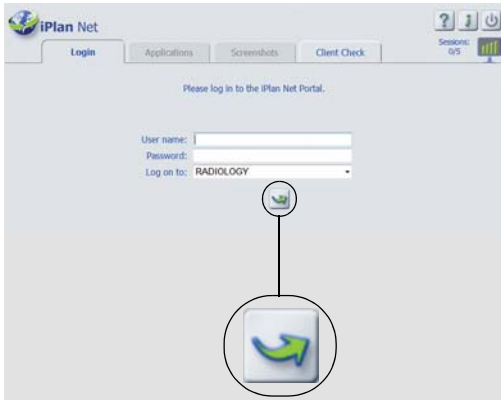 iPlan Net
Sessions:
0/5
Login
Applications
Screenshots
Client Check
Please log in to the iPlan Net Portal.
User name:
Password:
Log on to: RADIOLOGY